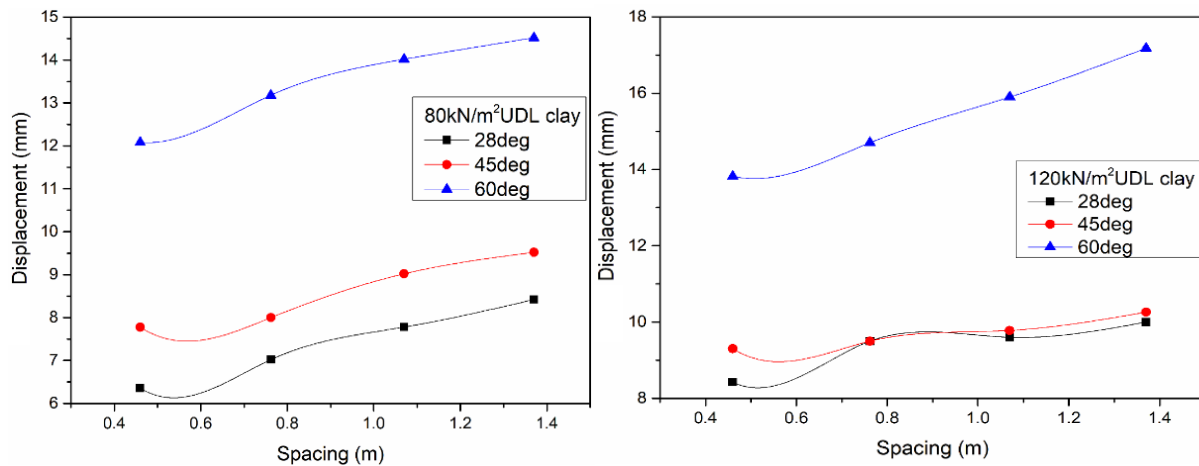 15
14
13
12
11
10
9
8
7
6
Displacement (mm)
80kN/m²UDL clay
28deg
45deg
60deg
0.4 0.6 0.8 1.0 1.2 1.4
Spacing (m)
18
16
14
12
10
8
Displacement (mm)
120kN/m²UDL clay
28deg
45deg
60deg
0.4 0.6 0.8 1.0 1.2 1.4
Spacing (m)